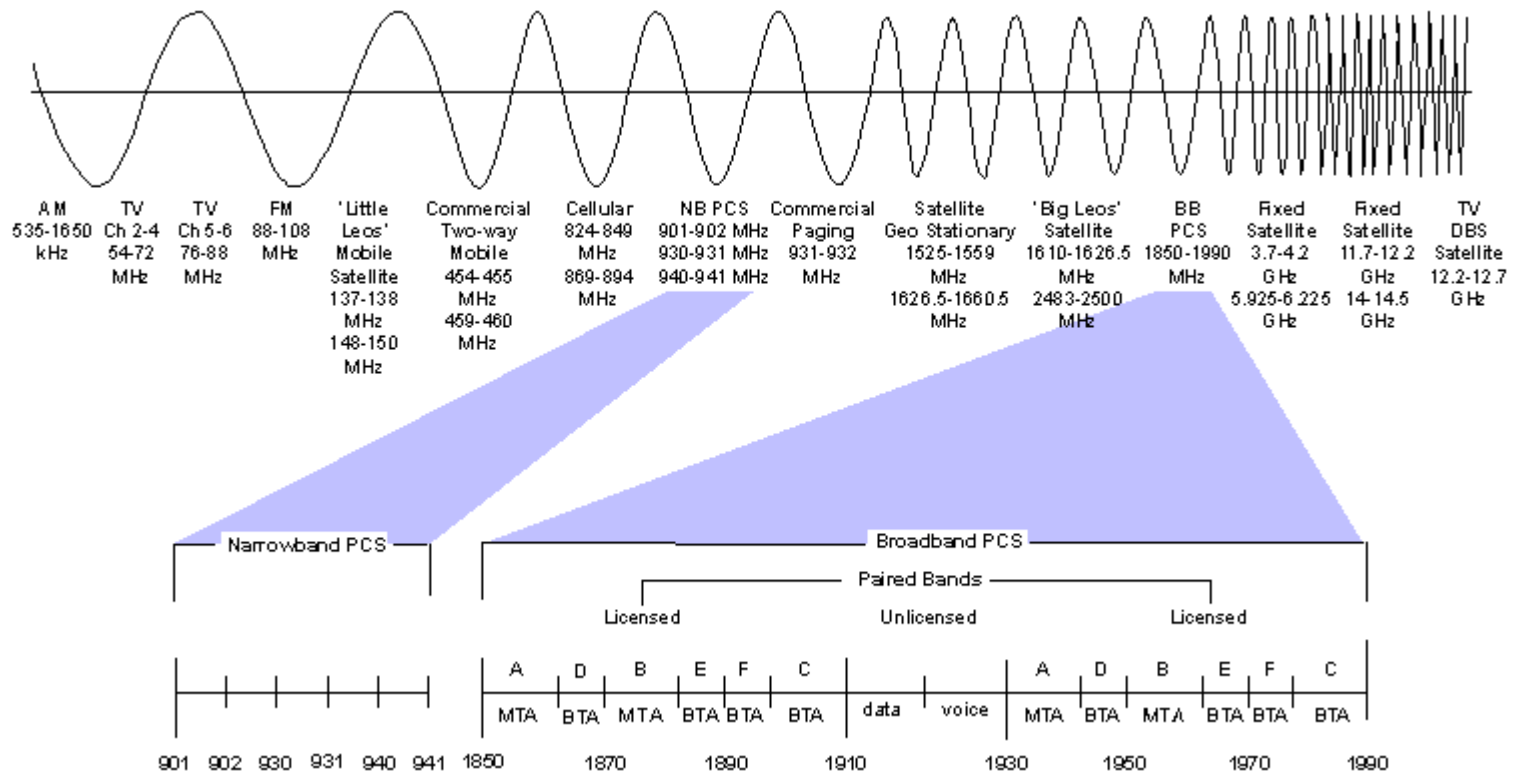 AM
535-1650
kHz
TV
Ch 2-4
54-72
MHz
TV
Ch 5-6
76-88
MHz
FM
88-108
MHz
'Little
Leos'
Mobile
Satellite
137-138
MHz
148-150
MHz
Commercial
Two-way
Mobile
454-455
MHz
459-460
MHz
Cellular
824-849
MHz
869-894
MHz
NB PCS
901-902 MHz
930-931 MHz
940-941 MHz
Commercial
Paging
931-932
MHz
Satellite
Geo Stationary
1525-1559
MHz
1626.5-1660.5
MHz
'Big Leos'
Satellite
1610-1626.5
MHz
2483-2500
MHz
BB
PCS
1850-1990
MHz
Fixed
Satellite
3.7-4.2
GHz
5.925-6.225
GHz
Fixed
Satellite
11.7-12.2
GHz
14-14.5
GHz
TV
DBS
Satellite
12.2-12.7
GHz
Narrowband PCS
Broadband PCS
Paired Bands
Licensed Unlicensed Licensed
A D B E F C A D B E F C
MTA BTA MTA BTA BTA BTA data voice MTA BTA MTA BTA BTA BTA
901 902 930 931 940 941 1850 1870 1890 1910 1930 1950 1970 1990